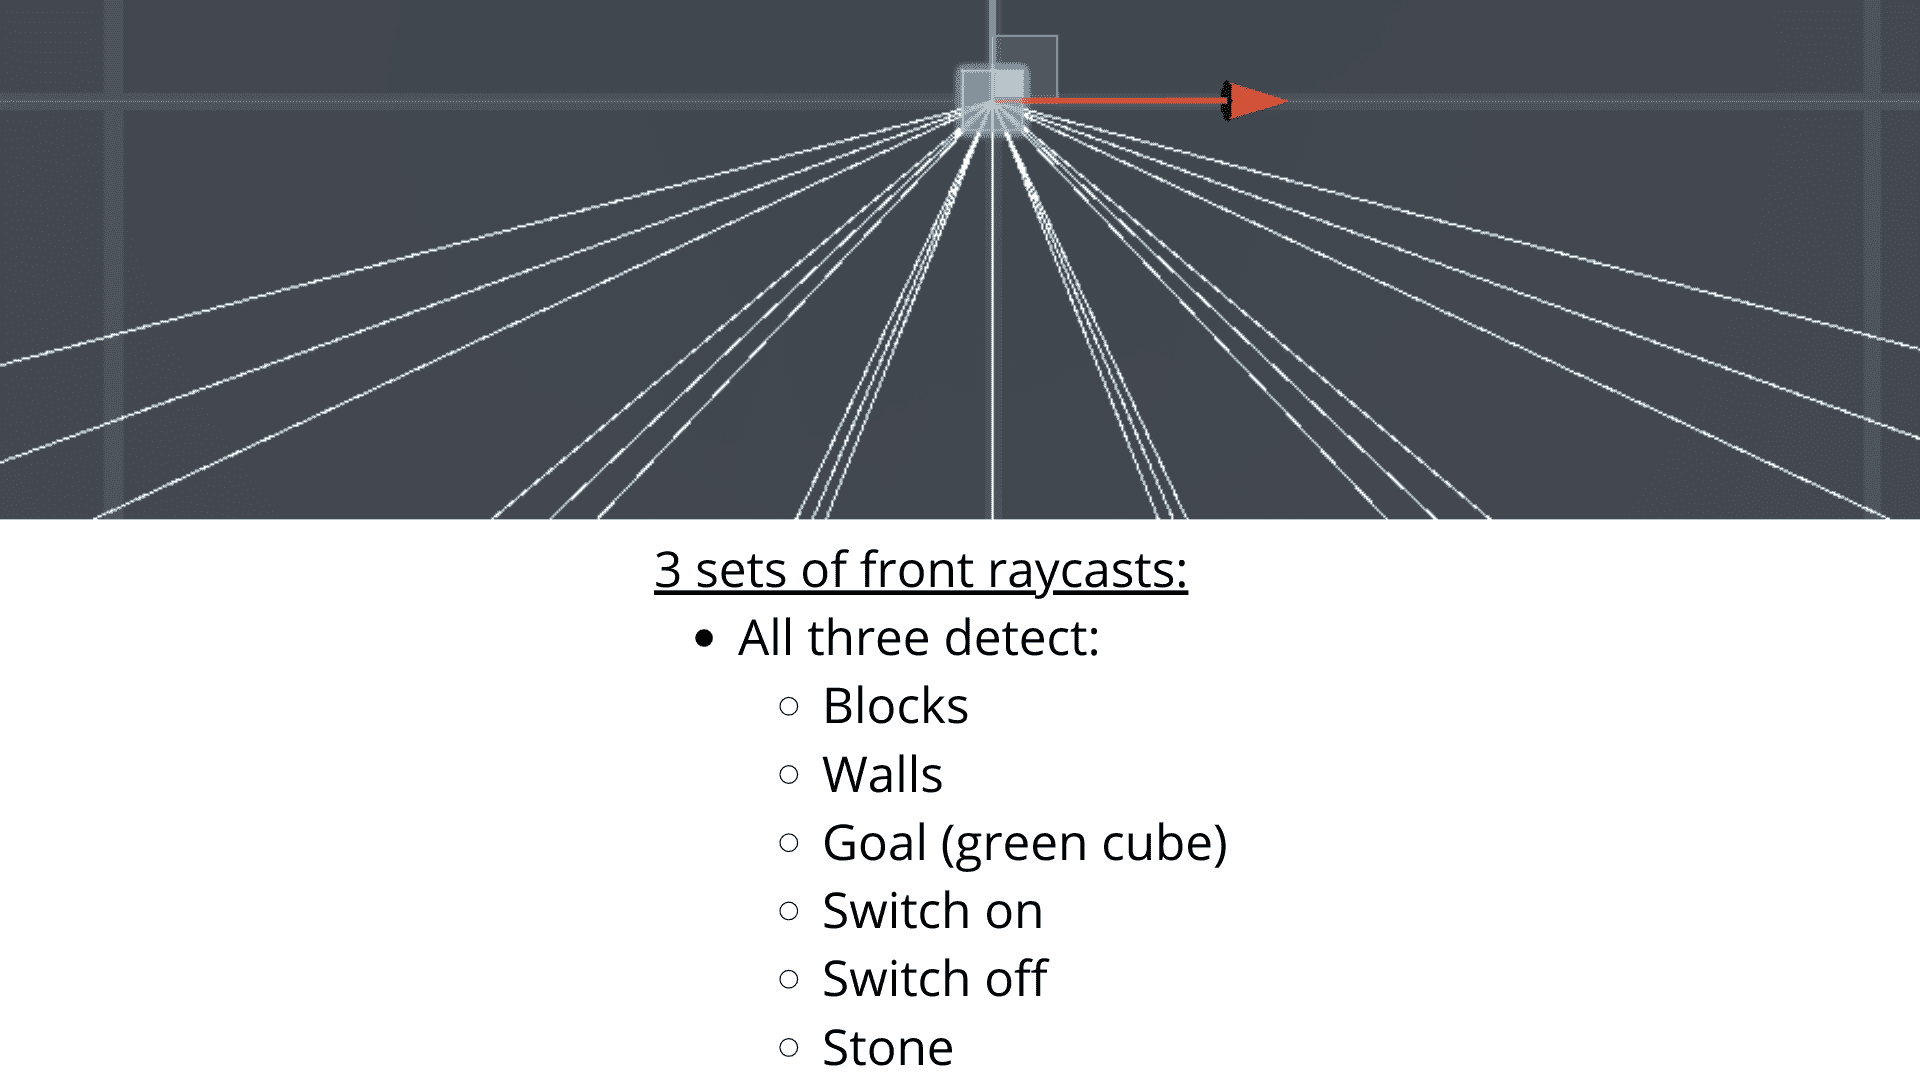 3 sets of front raycasts:
All three detect:
Blocks
Walls
Goal (green cube)
Switch on
Switch off
Stone